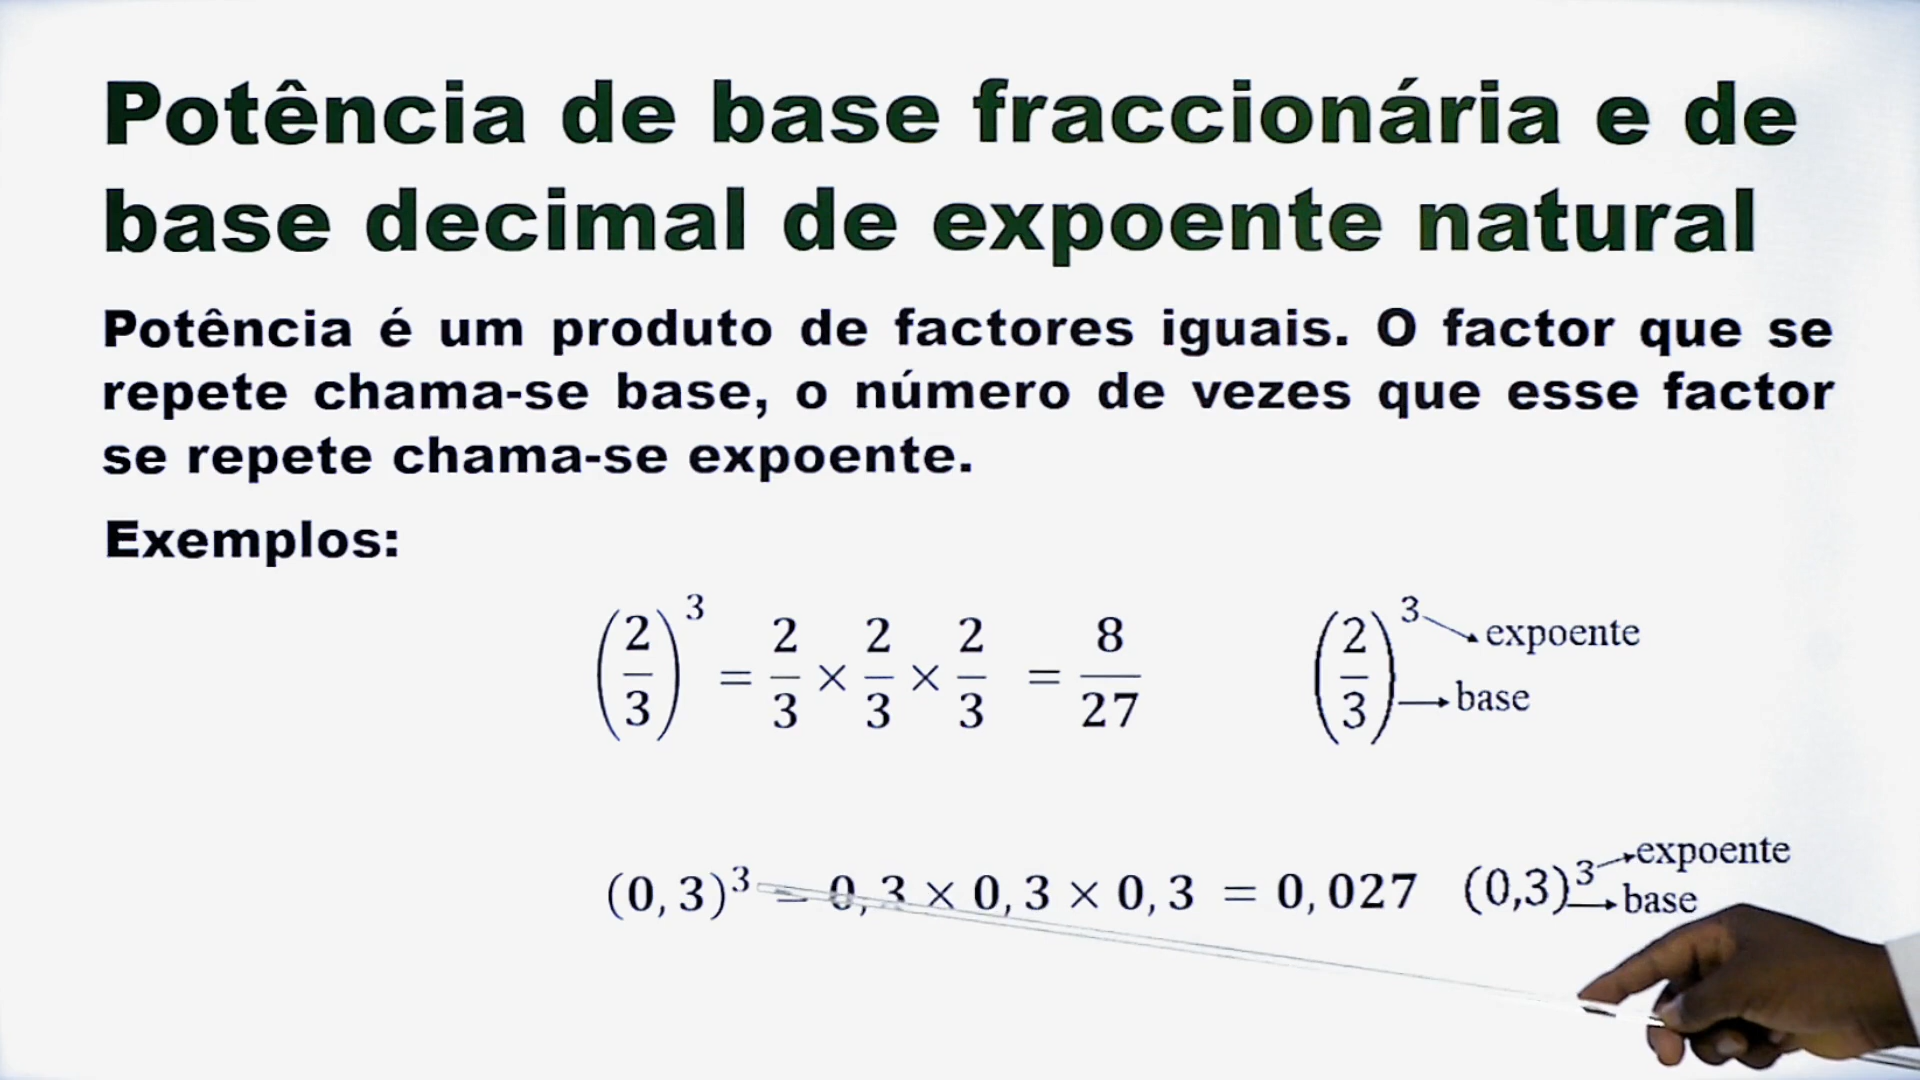 Potência de base fraccionária e de
base decimal de expoente natural
Potência é um produto de factores iguais. O factor que se
repete chama-se base, o número de vezes que esse factor
se repete chama-se expoente.
Exemplos:
(2/3)³ = 2/3 × 2/3 × 2/3 = 8/27
(2/3)³ expoente
base
(0, 3)³ = 0, 3 × 0, 3 × 0, 3 = 0, 027
(0,3)³ expoente
base